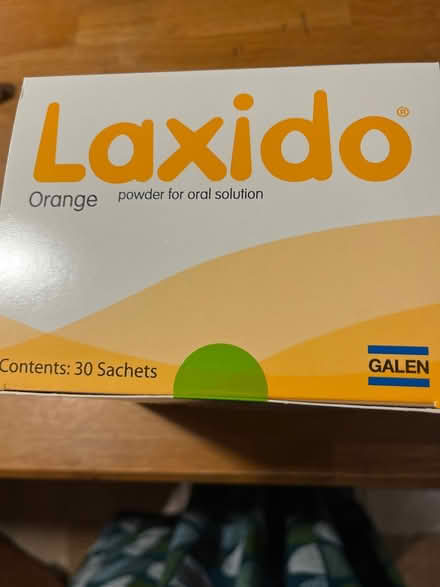 Laxido®
Orange powder for oral solution
Contents: 30 Sachets
GALEN